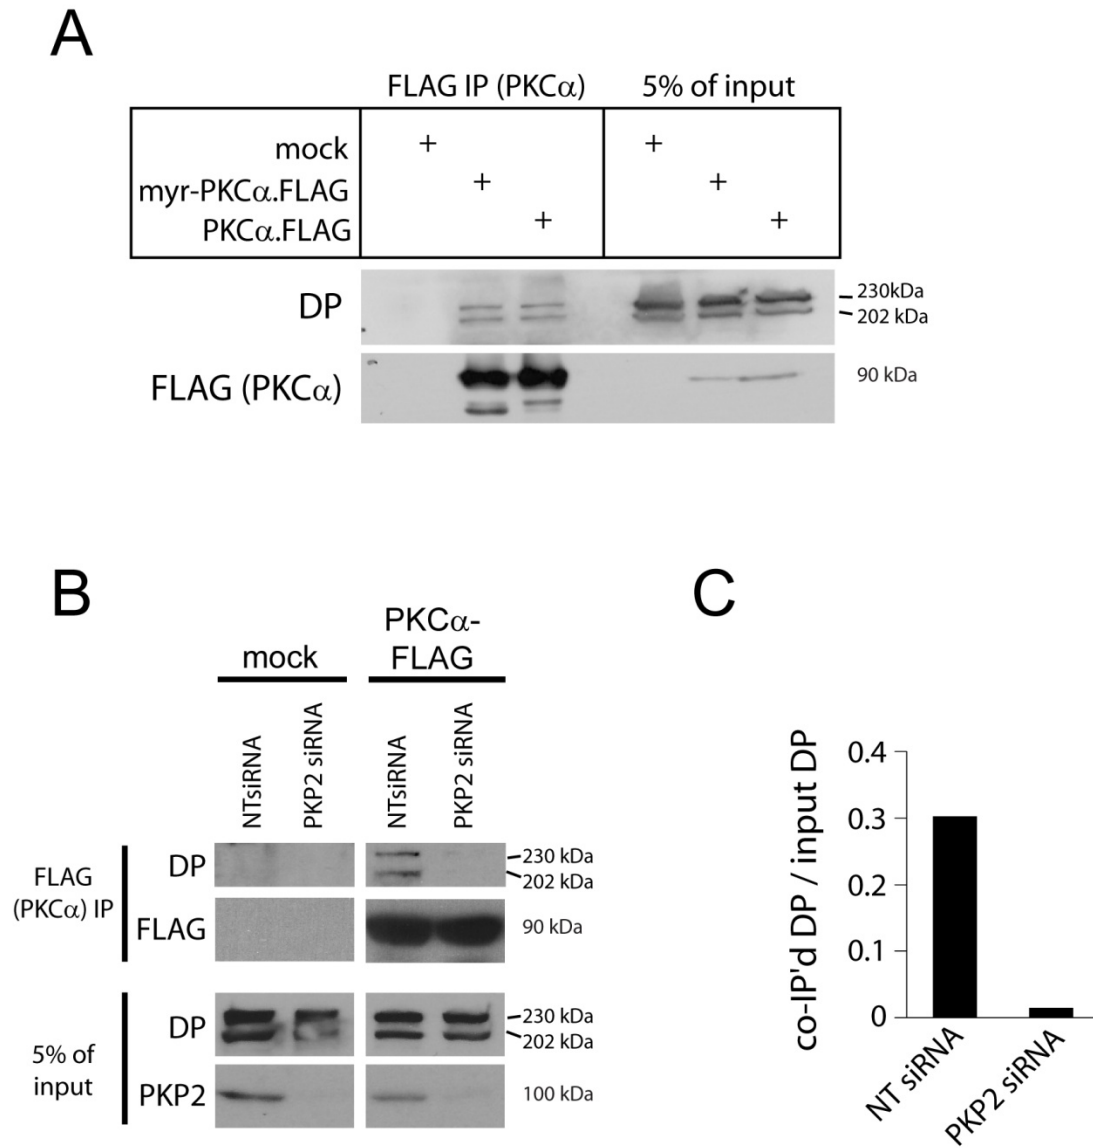 A
FLAG IP (PKCα) 5% of input
mock + +
myr-PKCα.FLAG + +
PKCα.FLAG + +
DP
230kDa
202 kDa
FLAG (PKCα)
90 kDa
B
mock
PKCα-
FLAG
NTsiRNA
PKP2 siRNA
NTsiRNA
PKP2 siRNA
FLAG
(PKCα) IP
DP
230 kDa
202 kDa
FLAG
90 kDa
5% of
input
DP
230 kDa
202 kDa
PKP2
100 kDa
C
co-IP'd DP / input DP
0.4
0.3
0.2
0.1
0
NT siRNA
PKP2 siRNA